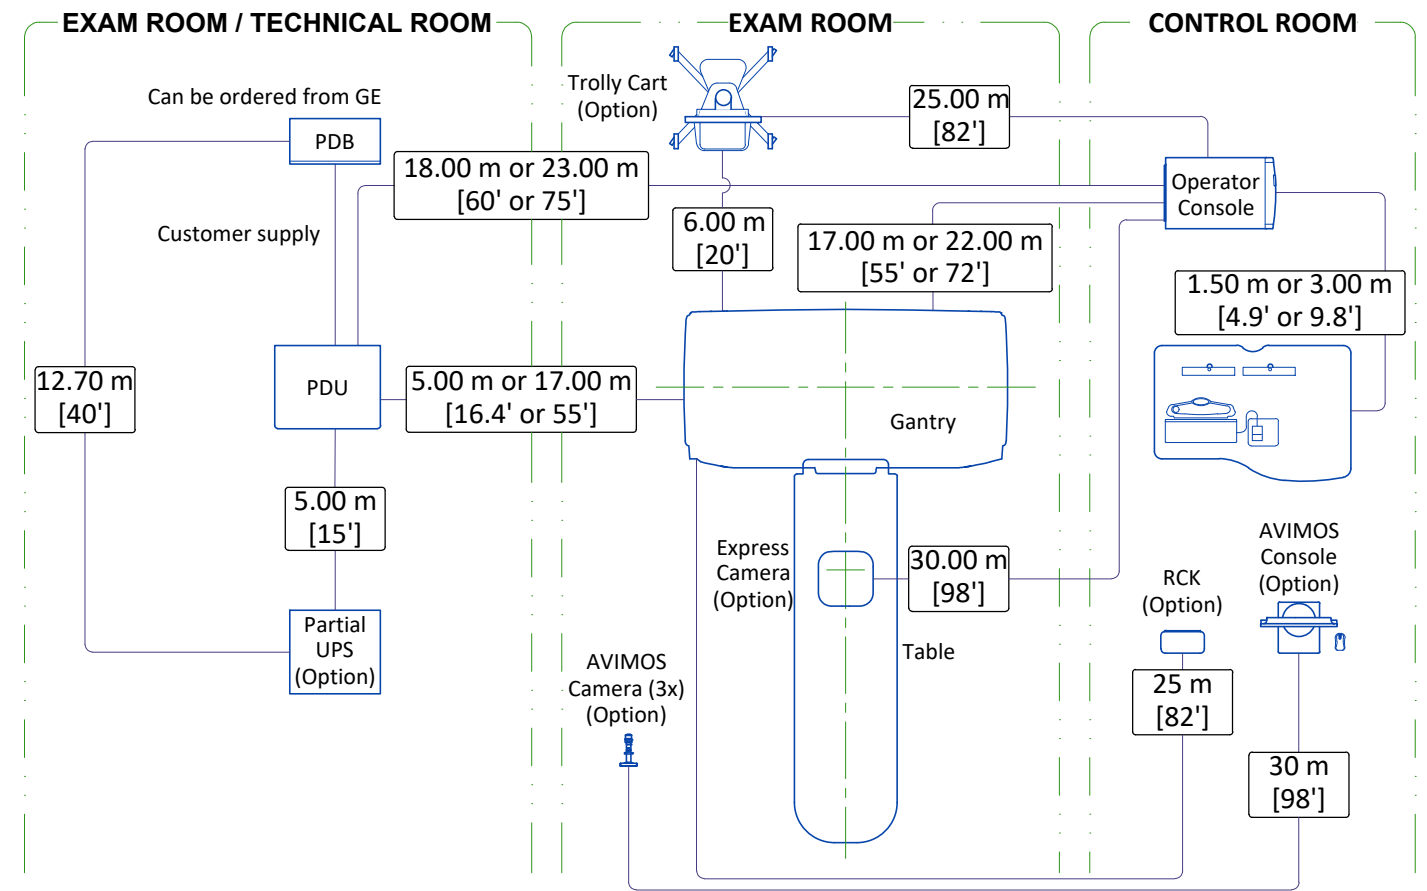 EXAM ROOM / TECHNICAL ROOM
EXAM ROOM
CONTROL ROOM
Can be ordered from GE
PDB
Customer supply
18.00 m or 23.00 m
[60' or 75']
12.70 m
[40']
PDU
5.00 m or 17.00 m
[16.4' or 55']
5.00 m
[15']
Partial
UPS
(Option)
Trolly Cart
(Option)
25.00 m
[82']
6.00 m
[20']
17.00 m or 22.00 m
[55' or 72']
Gantry
Express
Camera
(Option)
30.00 m
[98']
Table
AVIMOS
Camera (3x)
(Option)
Operator
Console
1.50 m or 3.00 m
[4.9' or 9.8']
AVIMOS
Console
(Option)
RCK
(Option)
25 m
[82']
30 m
[98']